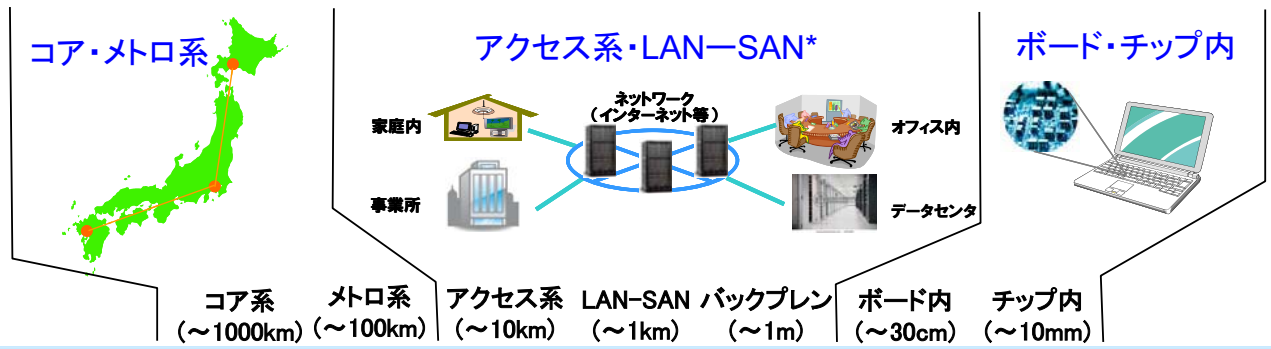 コア・メトロ系
アクセス系・LAN―SAN*
ボード・チップ内
ネットワーク
（インターネット等）
家庭内
オフィス内
事業所
データセンタ
コア系
メトロ系
アクセス系
LAN-SAN
バックプレン
ボード内
チップ内
(～1000km)
(～100km)
(～10km)
(～1km)
(～1m)
(～30cm)
(～10mm)